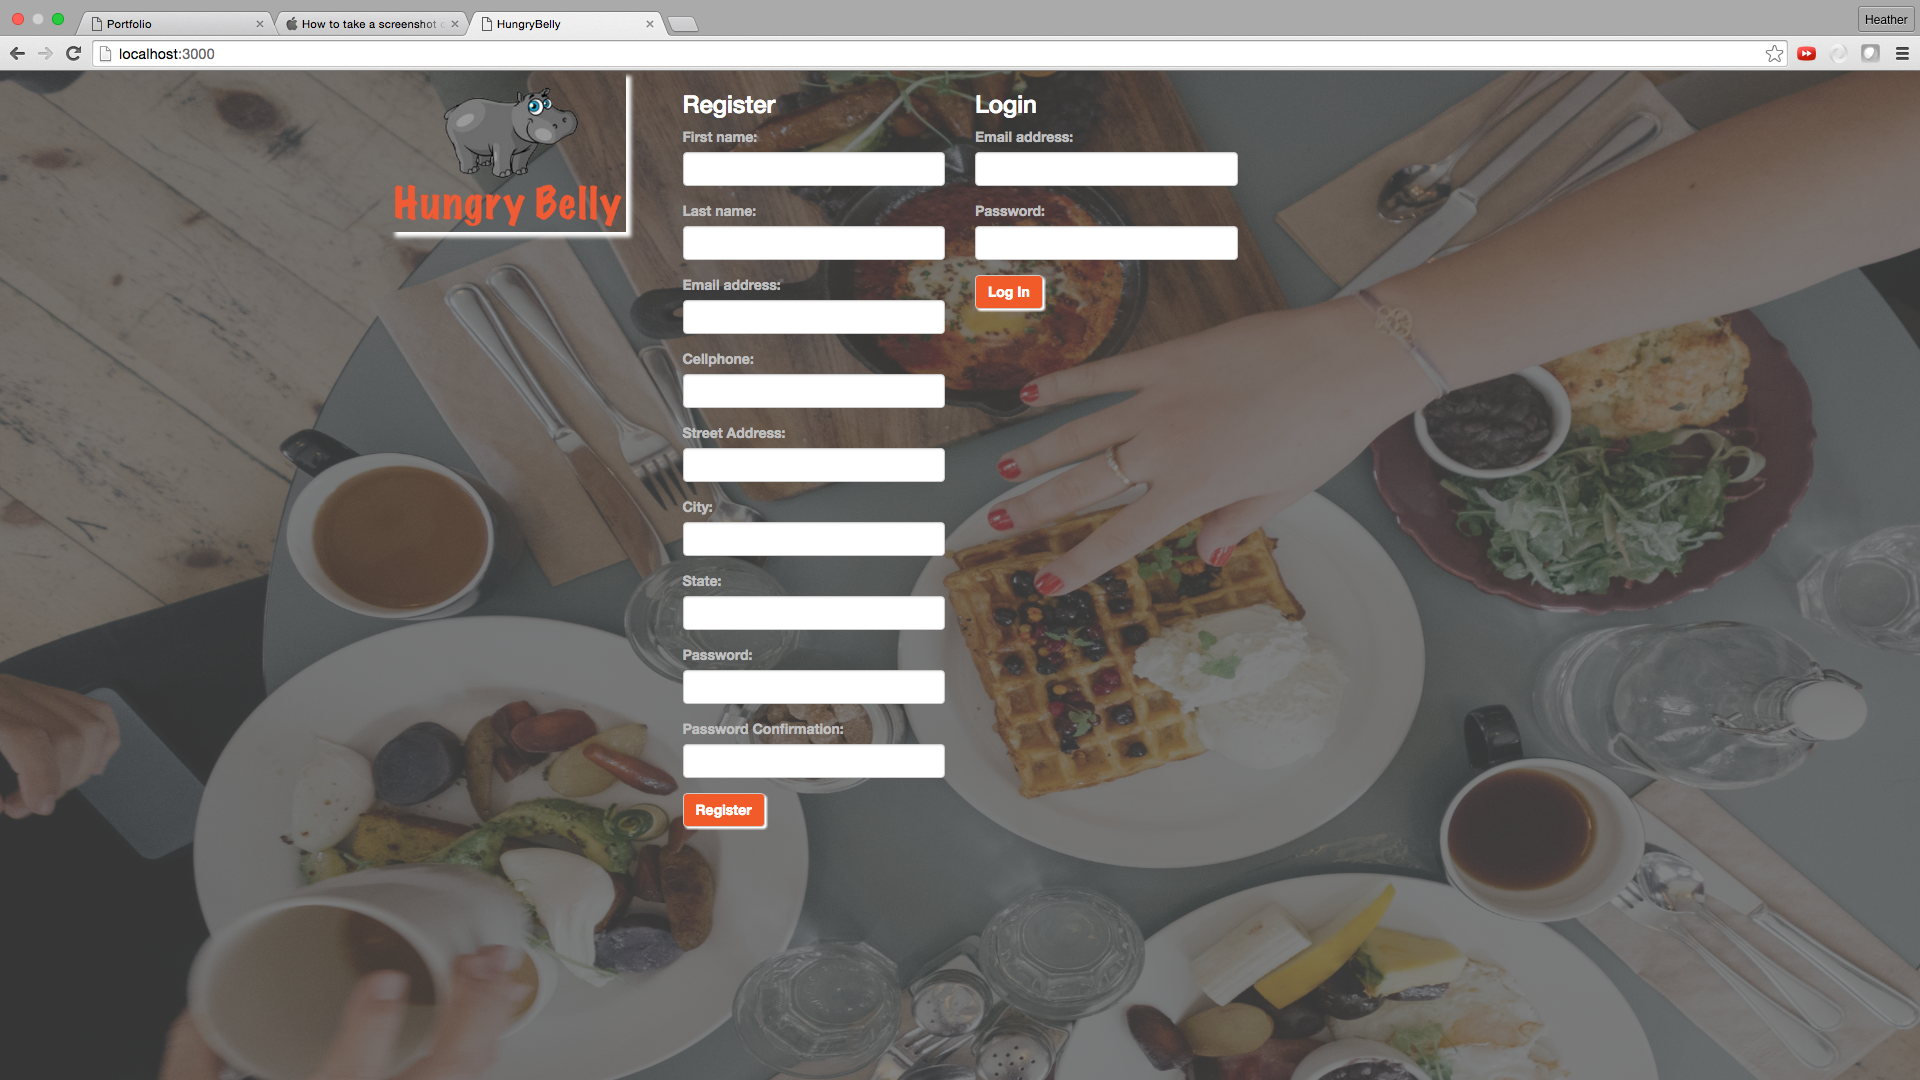 Portfolio
How to take a screenshot
HungryBelly
Heather
localhost:3000
Hungry Belly
Register
First name:
Last name:
Email address:
Cellphone:
Street Address:
City:
State:
Password:
Password Confirmation:
Register
Login
Email address:
Password:
Log In